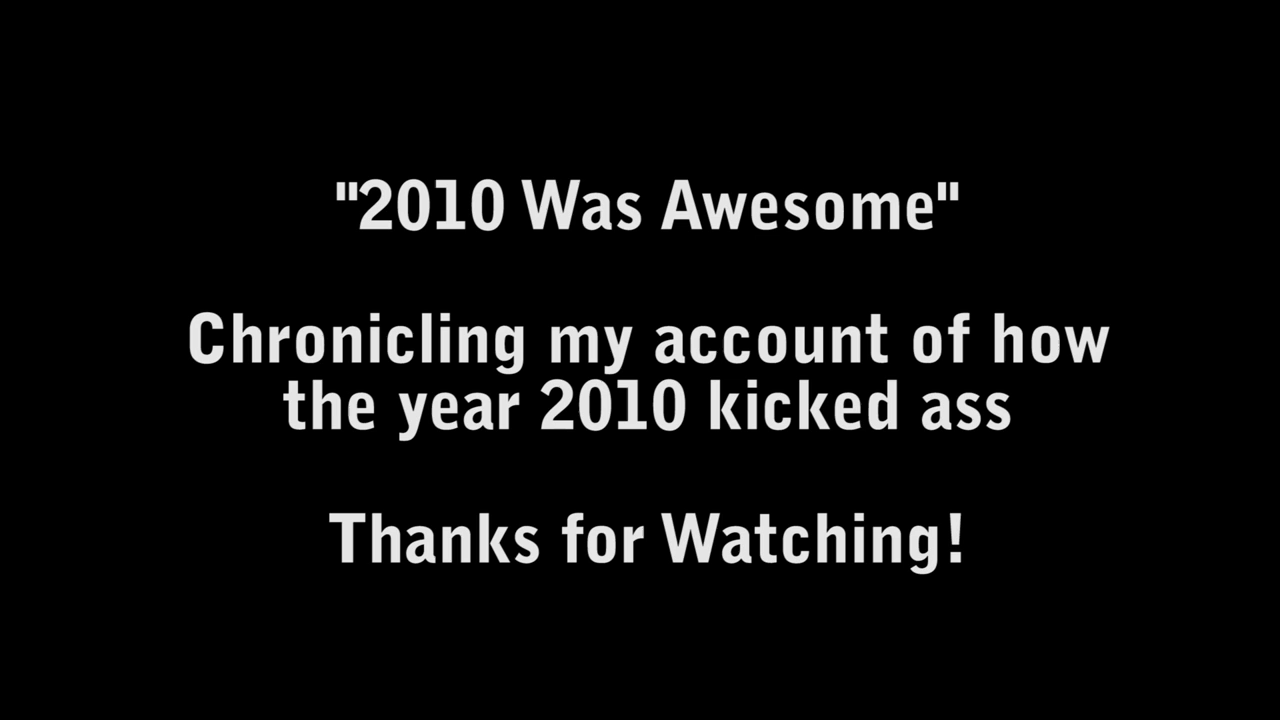 "2010 Was Awesome"
Chronicling my account of how
the year 2010 kicked ass
Thanks for Watching!